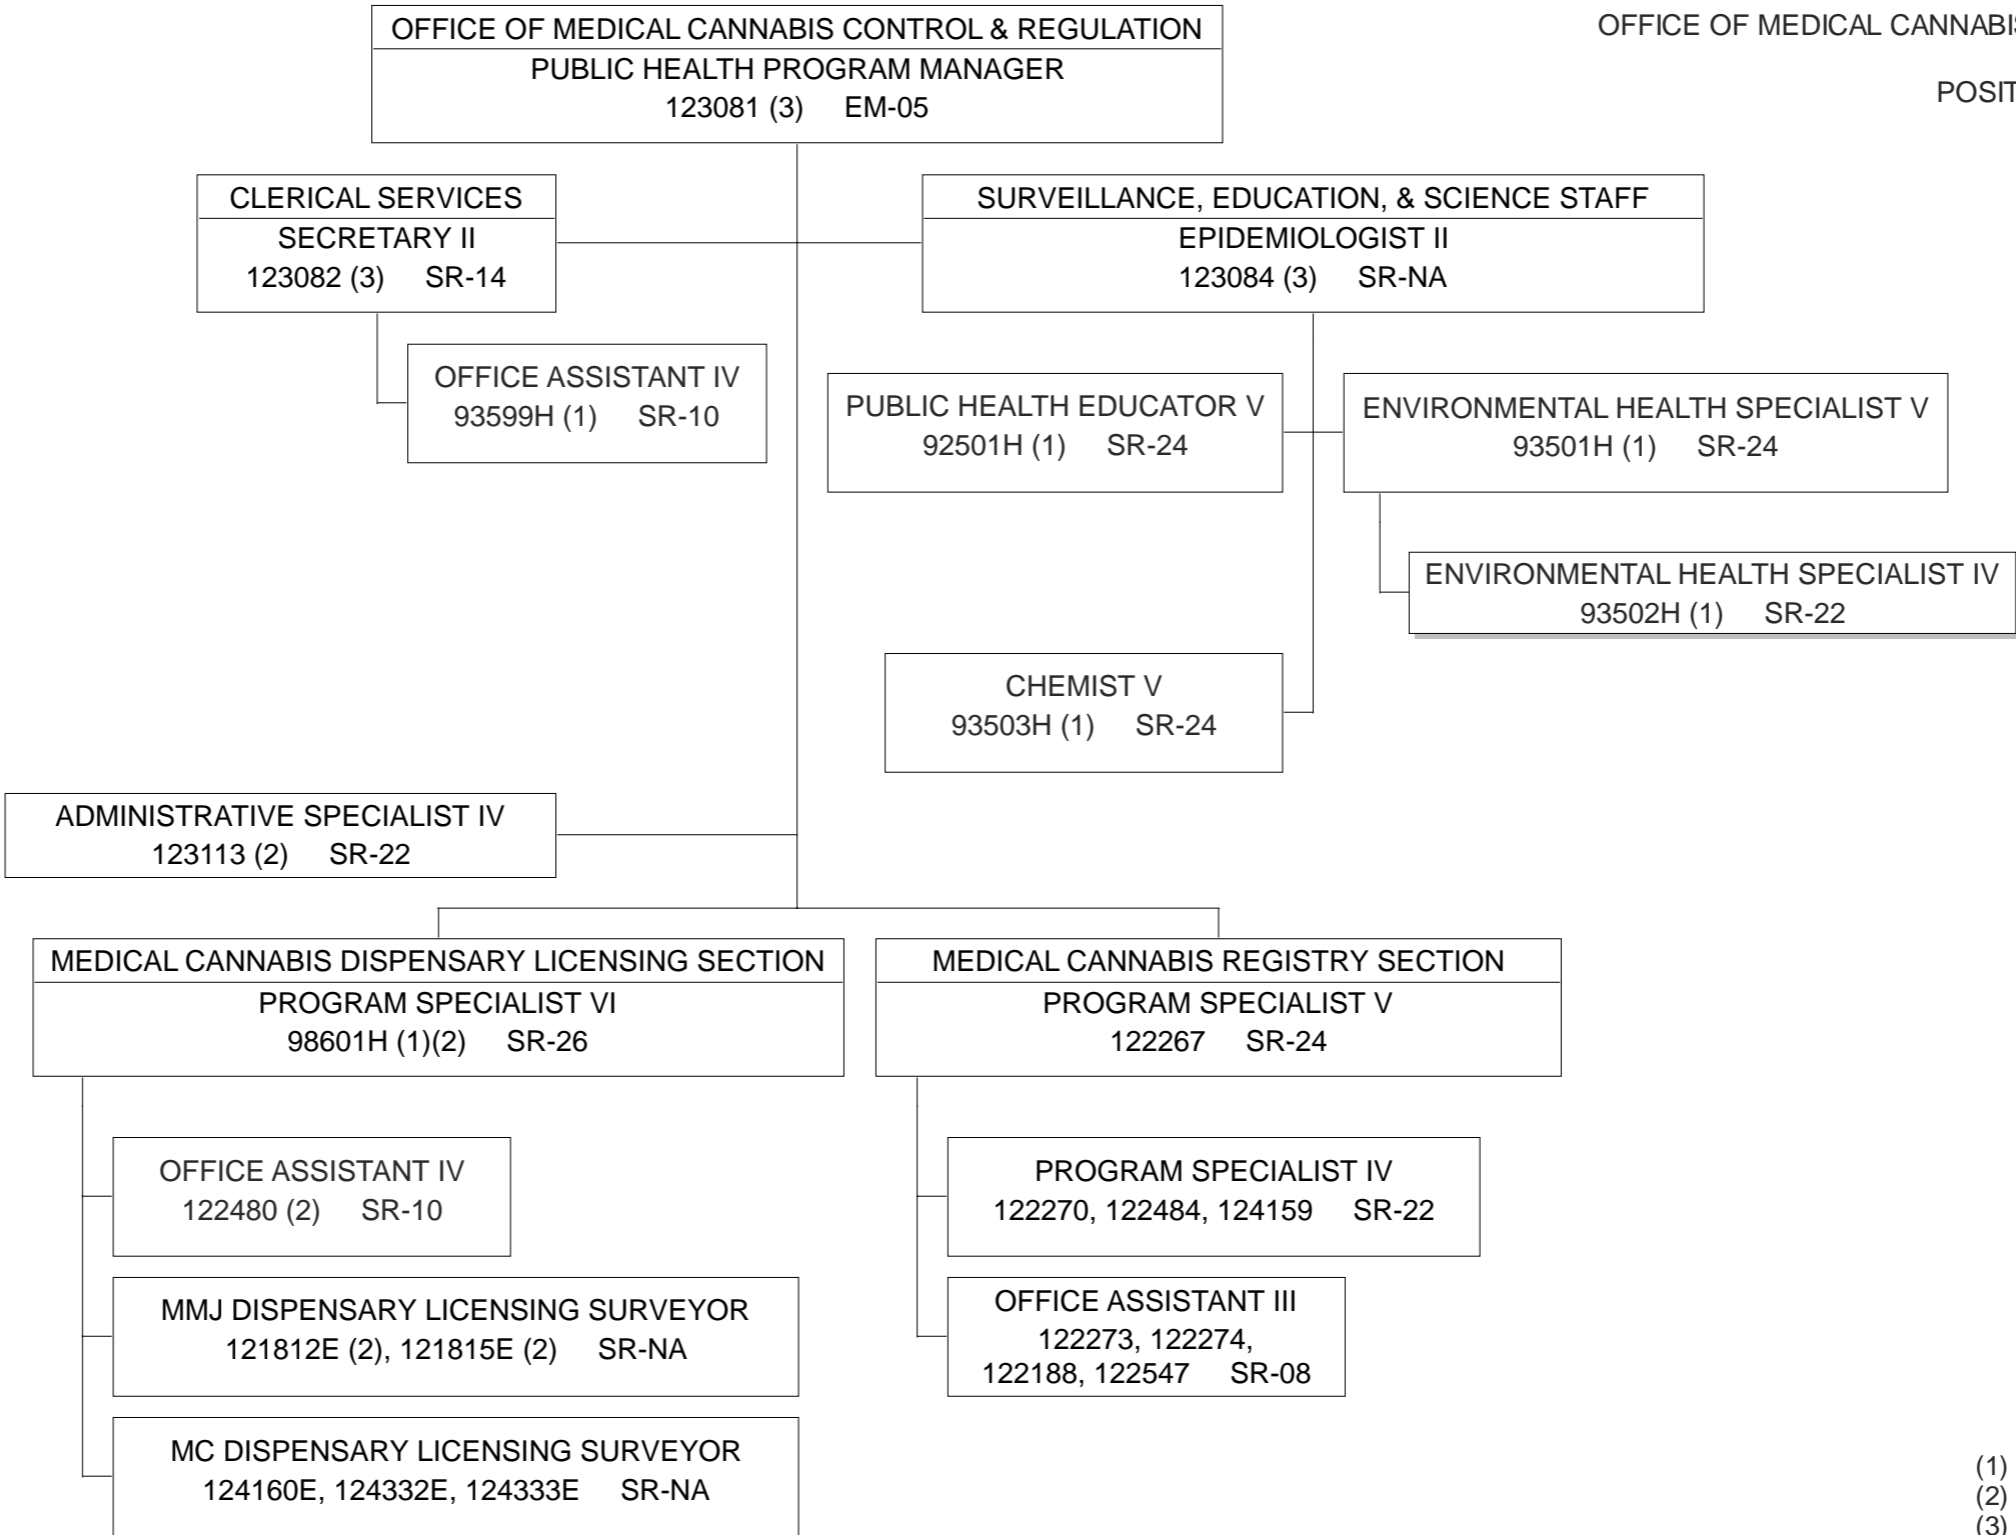 OFFICE OF MEDICAL CANNABIS CONTROL & REGULATION
PUBLIC HEALTH PROGRAM MANAGER
123081 (3) EM-05
OFFICE OF MEDICAL CANNABIS
CLERICAL SERVICES
SECRETARY II
123082 (3) SR-14
SURVEILLANCE, EDUCATION, & SCIENCE STAFF
EPIDEMIOLOGIST II
123084 (3) SR-NA
OFFICE ASSISTANT IV
93599H (1) SR-10
PUBLIC HEALTH EDUCATOR V
92501H (1) SR-24
ENVIRONMENTAL HEALTH SPECIALIST V
93501H (1) SR-24
ENVIRONMENTAL HEALTH SPECIALIST IV
93502H (1) SR-22
CHEMIST V
93503H (1) SR-24
ADMINISTRATIVE SPECIALIST IV
123113 (2) SR-22
MEDICAL CANNABIS DISPENSARY LICENSING SECTION
PROGRAM SPECIALIST VI
98601H (1)(2) SR-26
MEDICAL CANNABIS REGISTRY SECTION
PROGRAM SPECIALIST V
122267 SR-24
OFFICE ASSISTANT IV
122480 (2) SR-10
MMJ DISPENSARY LICENSING SURVEYOR
121812E (2), 121815E (2) SR-NA
MC DISPENSARY LICENSING SURVEYOR
124160E, 124332E, 124333E SR-NA
PROGRAM SPECIALIST IV
122270, 122484, 124159 SR-22
OFFICE ASSISTANT III
122273, 122274,
122188, 122547 SR-08
(1)
(2)
(3)